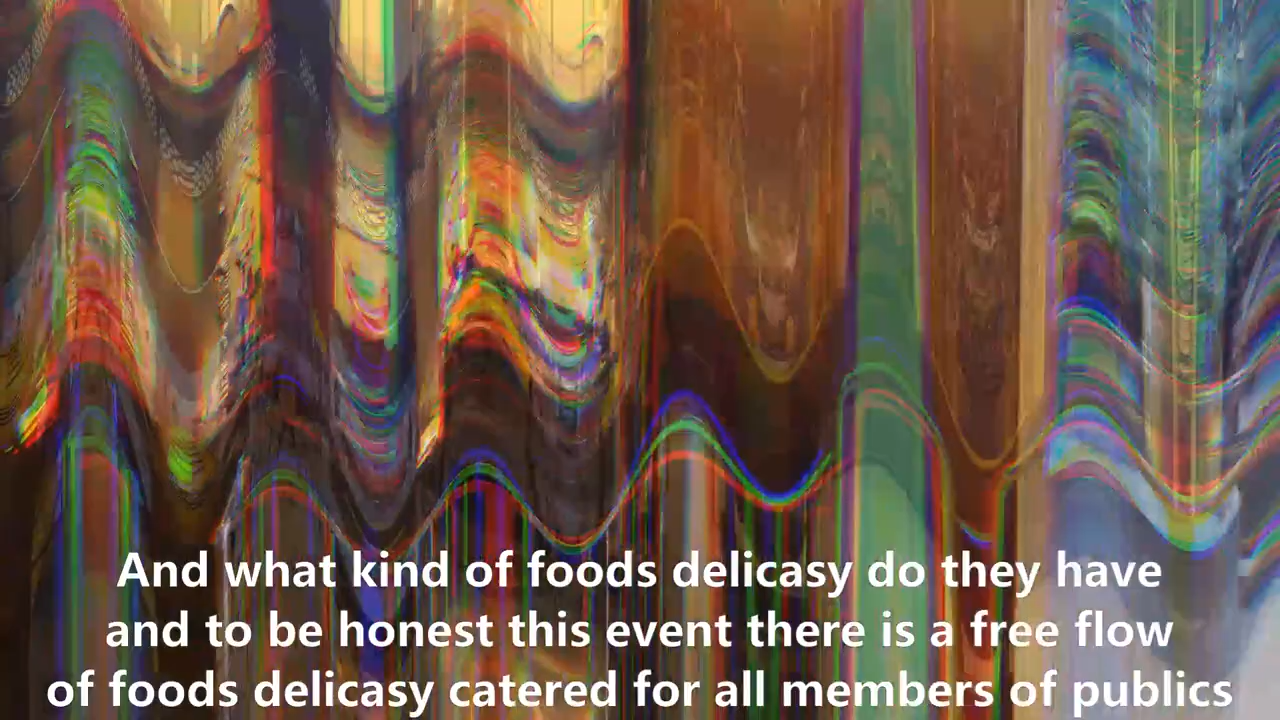 And what kind of foods delicasy do they have
and to be honest this event there is a free flow
of foods delicasy catered for all members of publics